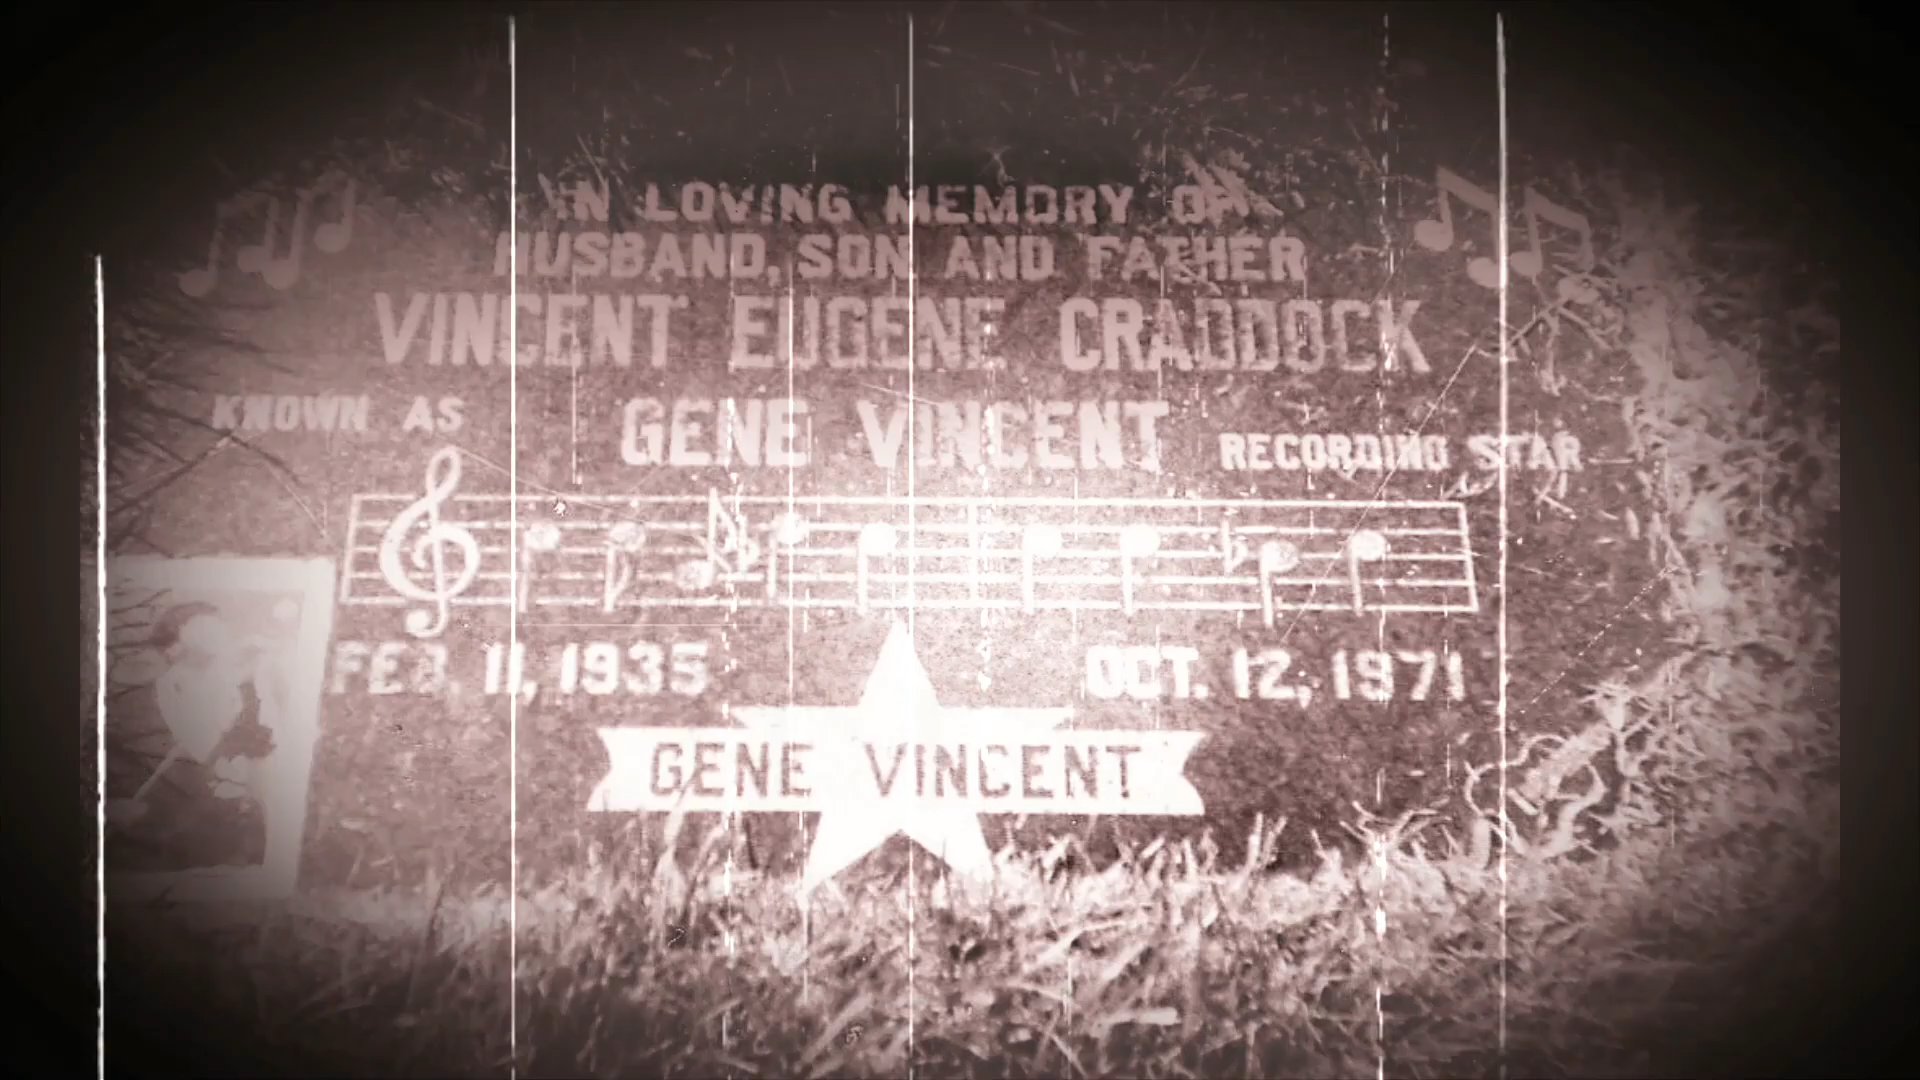 IN LOVING MEMORY OF
HUSBAND, SON AND FATHER
VINCENT EUGENE CRADDOCK
KNOWN AS GENE VINCENT RECORDING STAR
FEB. 11, 1935 OCT. 12, 1971
GENE VINCENT